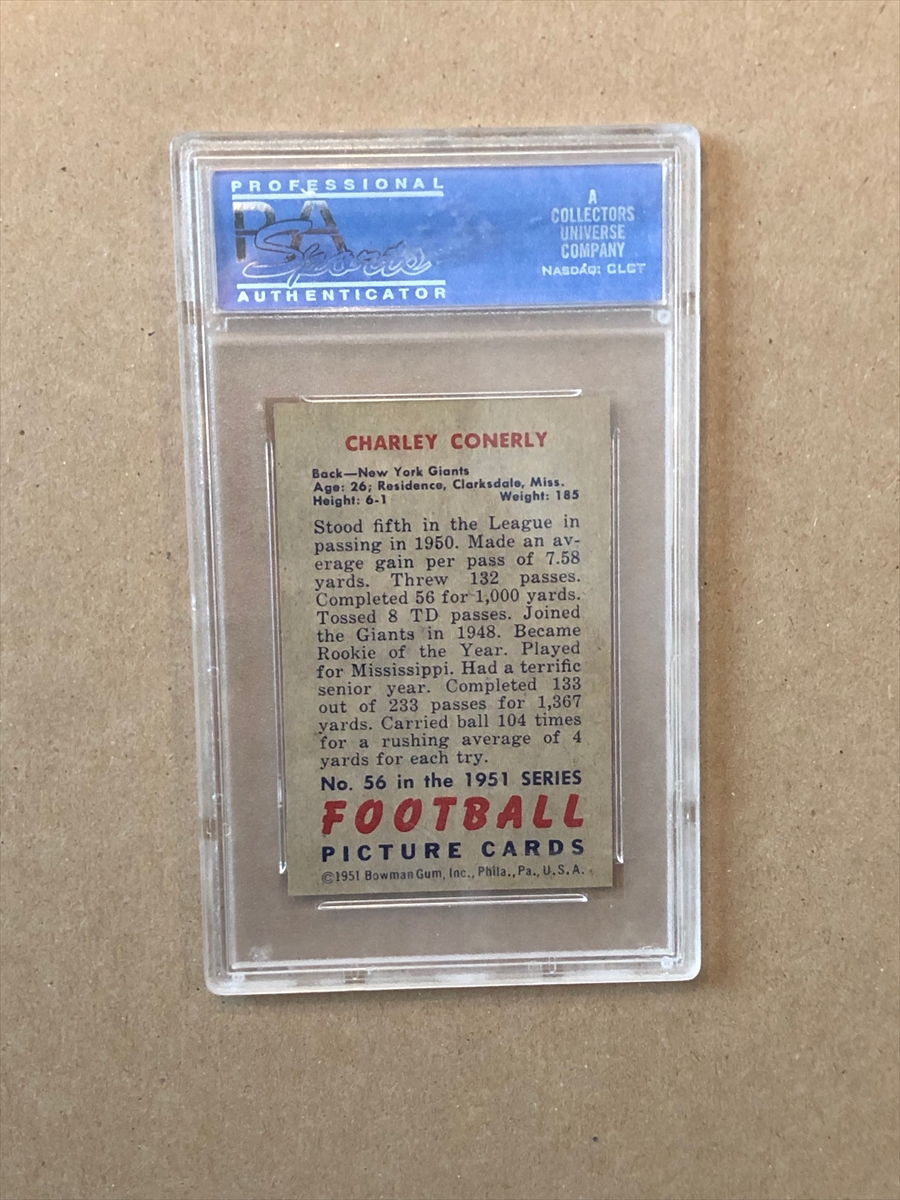 PROFESSIONAL
PSA
Sports
AUTHENTICATOR
A
COLLECTORS
UNIVERSE
COMPANY
NASDAQ: CLCT
CHARLEY CONERLY
Back—New York Giants
Age: 26; Residence, Clarksdale, Miss.
Height: 6-1 Weight: 185
Stood fifth in the League in
passing in 1950. Made an av-
erage gain per pass of 7.58
yards. Threw 132 passes.
Completed 56 for 1,000 yards.
Tossed 8 TD passes. Joined
the Giants in 1948. Became
Rookie of the Year. Played
for Mississippi. Had a terrific
senior year. Completed 133
out of 233 passes for 1,367
yards. Carried ball 104 times
for a rushing average of 4
yards for each try.
No. 56 in the 1951 SERIES
FOOTBALL
PICTURE CARDS
©1951 Bowman Gum, Inc., Phila., Pa., U.S.A.